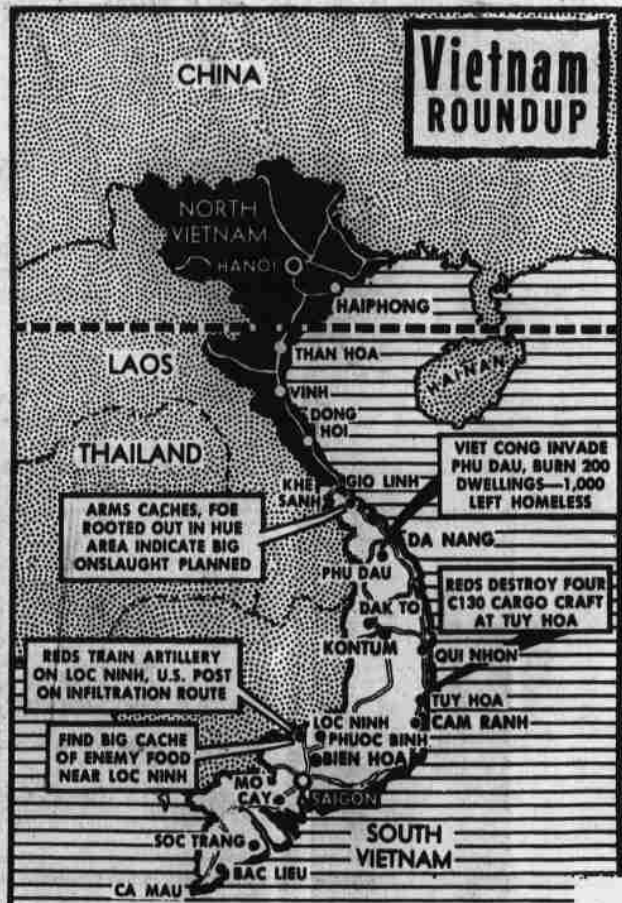 Vietnam
ROUNDUP
CHINA
NORTH
VIETNAM
HANOI
HAIPHONG
THAN HOA
LAOS
HAINAN
VINH
DONG
HOI
THAILAND
VIET CONG INVADE
PHU DAU, BURN 200
DWELLINGS—1,000
LEFT HOMELESS
KHE
SANH
GIO LINH
ARMS CACHES, FOE
ROOTED OUT IN HUE
AREA INDICATE BIG
ONSLAUGHT PLANNED
DA NANG
PHU DAU
REDS DESTROY FOUR
C130 CARGO CRAFT
AT TUY HOA
DAK TO
KONTUM
QUI NHON
REDS TRAIN ARTILLERY
ON LOC NINH, U.S. POST
ON INFILTRATION ROUTE
TUY HOA
CAM RANH
LOC NINH
PHUOC BINH
BIEN HOA
FIND BIG CACHE
OF ENEMY FOOD
NEAR LOC NINH
MO
CAY
SAIGON
SOC TRANG
SOUTH
VIETNAM
BAC LIEU
CA MAU